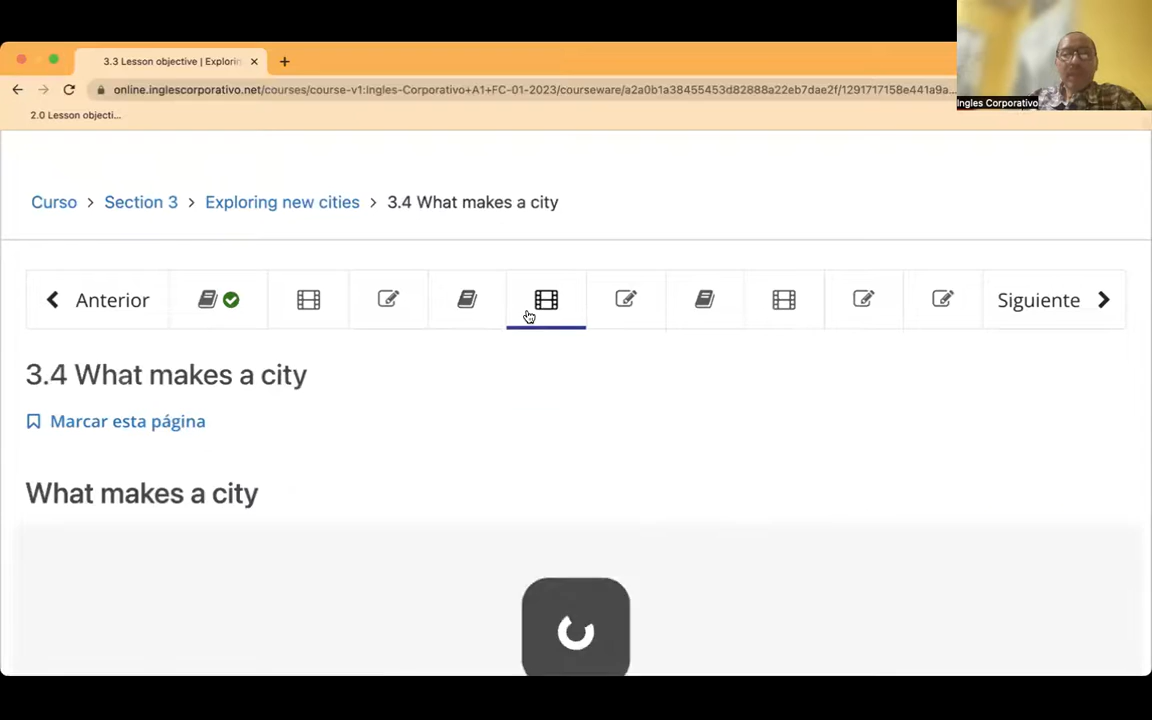 3.3 Lesson objective | Explorin
online.inglescorporativo.net/courses/course-v1:Ingles-Corporativo+A1+FC-01-2023/courseware/a2a0b1a38455453d82888a22eb7dae2f/1291717158e441a9a...
Ingles Corporativo
2.0 Lesson objecti...
Curso > Section 3 > Exploring new cities > 3.4 What makes a city
Anterior
Siguiente
3.4 What makes a city
Marcar esta página
What makes a city